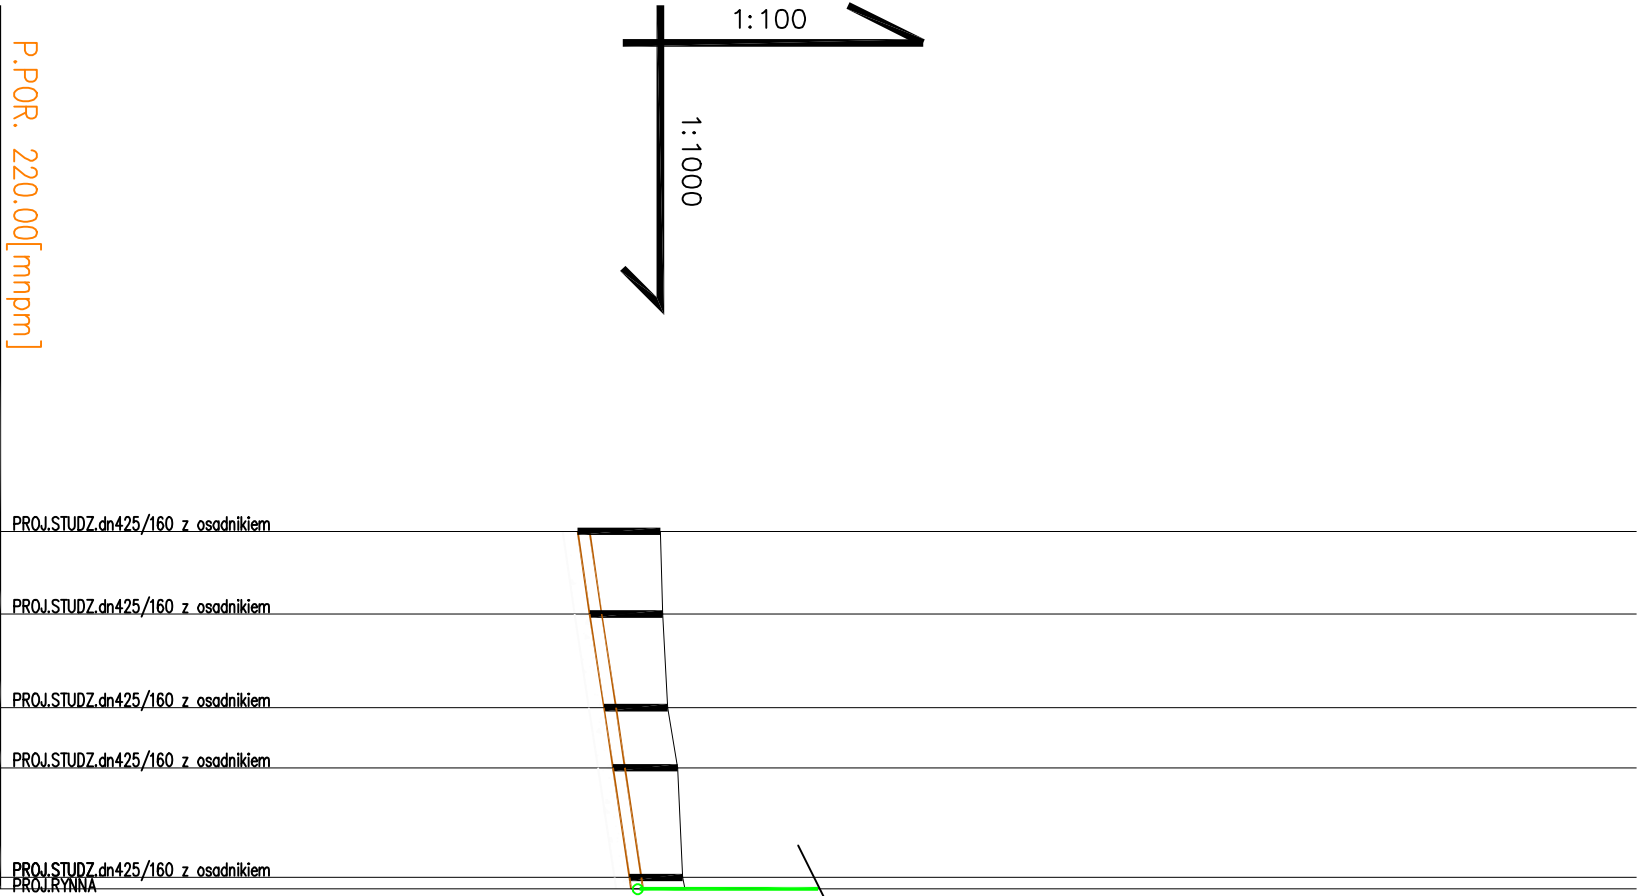 1:100
P.POR. 220.00[mnpm]
1:1000
PROJ.STUDZ.dn425/160 z osadnikiem
PROJ.STUDZ.dn425/160 z osadnikiem
PROJ.STUDZ.dn425/160 z osadnikiem
PROJ.STUDZ.dn425/160 z osadnikiem
PROJ.STUDZ.dn425/160 z osadnikiem
PROJ.RYNNA